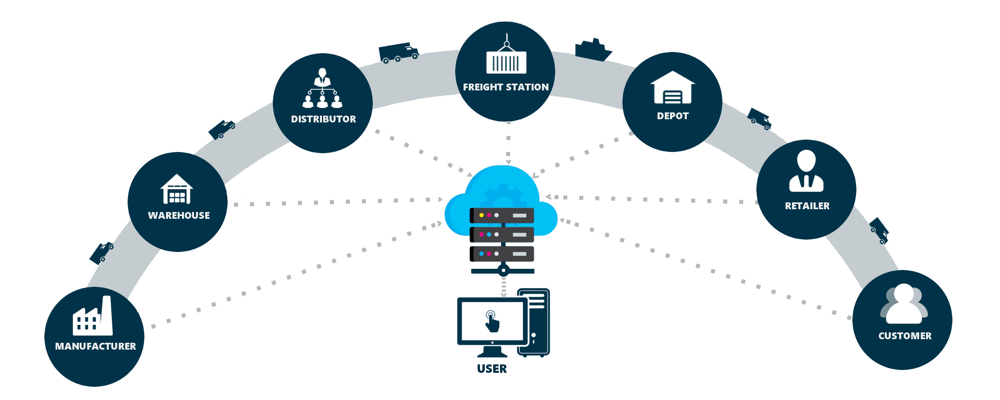 MANUFACTURER
WAREHOUSE
DISTRIBUTOR
FREIGHT STATION
DEPOT
RETAILER
CUSTOMER
USER